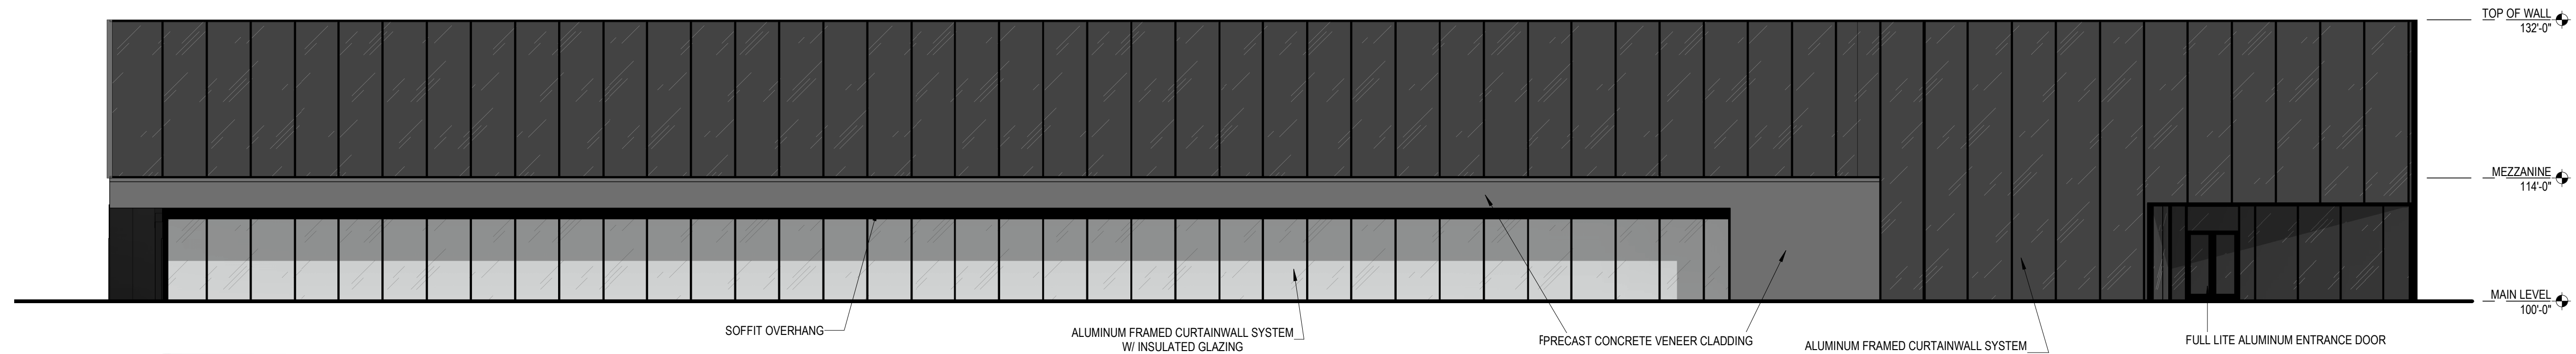 TOP OF WALL
132'-0"
MEZZANINE
114'-0"
MAIN LEVEL
100'-0"
SOFFIT OVERHANG
ALUMINUM FRAMED CURTAINWALL SYSTEM
W/ INSULATED GLAZING
PRECAST CONCRETE VENEER CLADDING
ALUMINUM FRAMED CURTAINWALL SYSTEM
FULL LITE ALUMINUM ENTRANCE DOOR